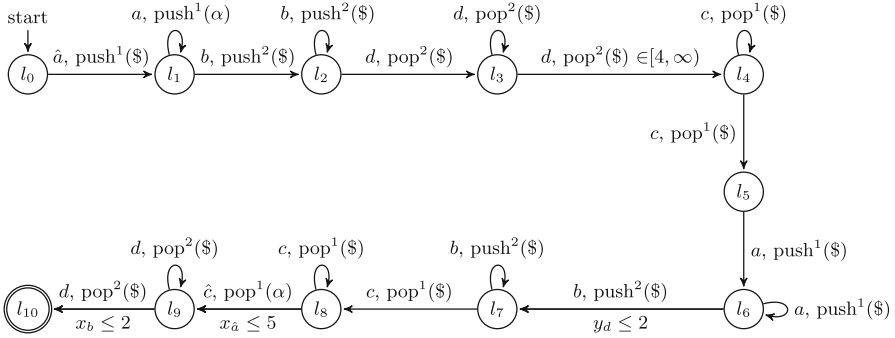 start
a, push¹(α)
b, push²($)
d, pop²($)
c, pop¹($)
l₀ â, push¹($) l₁ b, push²($) l₂ d, pop²($) l₃ d, pop²($) ∈[4, ∞) l₄
c, pop¹($)
l₅
a, push¹($)
d, pop²($)
c, pop¹($)
b, push²($)
l₁₀ d, pop²($) l₉ ĉ, pop¹(α) l₈ c, pop¹($) l₇ b, push²($) l₆ a, push¹($)
x_b ≤ 2
x_â ≤ 5
y_d ≤ 2